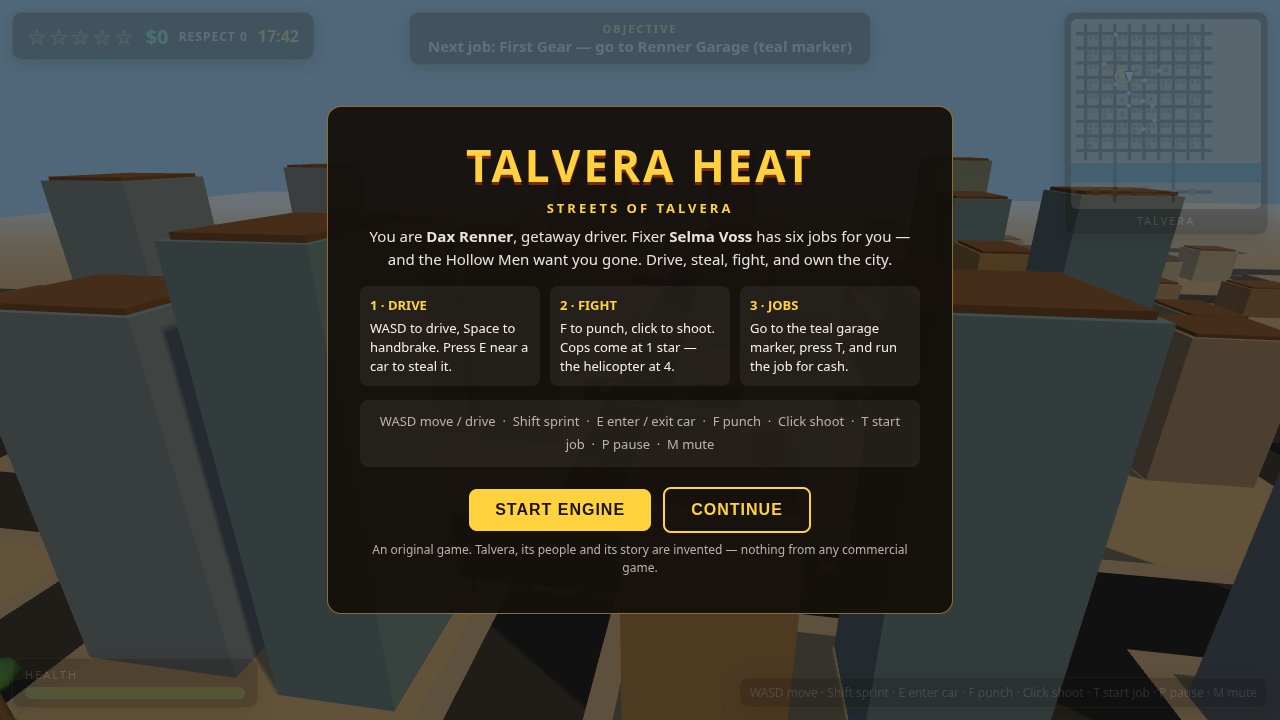 ☆☆☆☆☆ $0 RESPECT 0 17:42
OBJECTIVE
Next job: First Gear — go to Renner Garage (teal marker)
TALVERA
TALVERA HEAT
STREETS OF TALVERA
You are Dax Renner, getaway driver. Fixer Selma Voss has six jobs for you —
and the Hollow Men want you gone. Drive, steal, fight, and own the city.
1 · DRIVE
WASD to drive, Space to
handbrake. Press E near a
car to steal it.
2 · FIGHT
F to punch, click to shoot.
Cops come at 1 star —
the helicopter at 4.
3 · JOBS
Go to the teal garage
marker, press T, and run
the job for cash.
WASD move / drive · Shift sprint · E enter / exit car · F punch · Click shoot · T start
job · P pause · M mute
START ENGINE
CONTINUE
An original game. Talvera, its people and its story are invented — nothing from any commercial
game.
HEALTH
WASD move · Shift sprint · E enter car · F punch · Click shoot · T start job · P pause · M mute